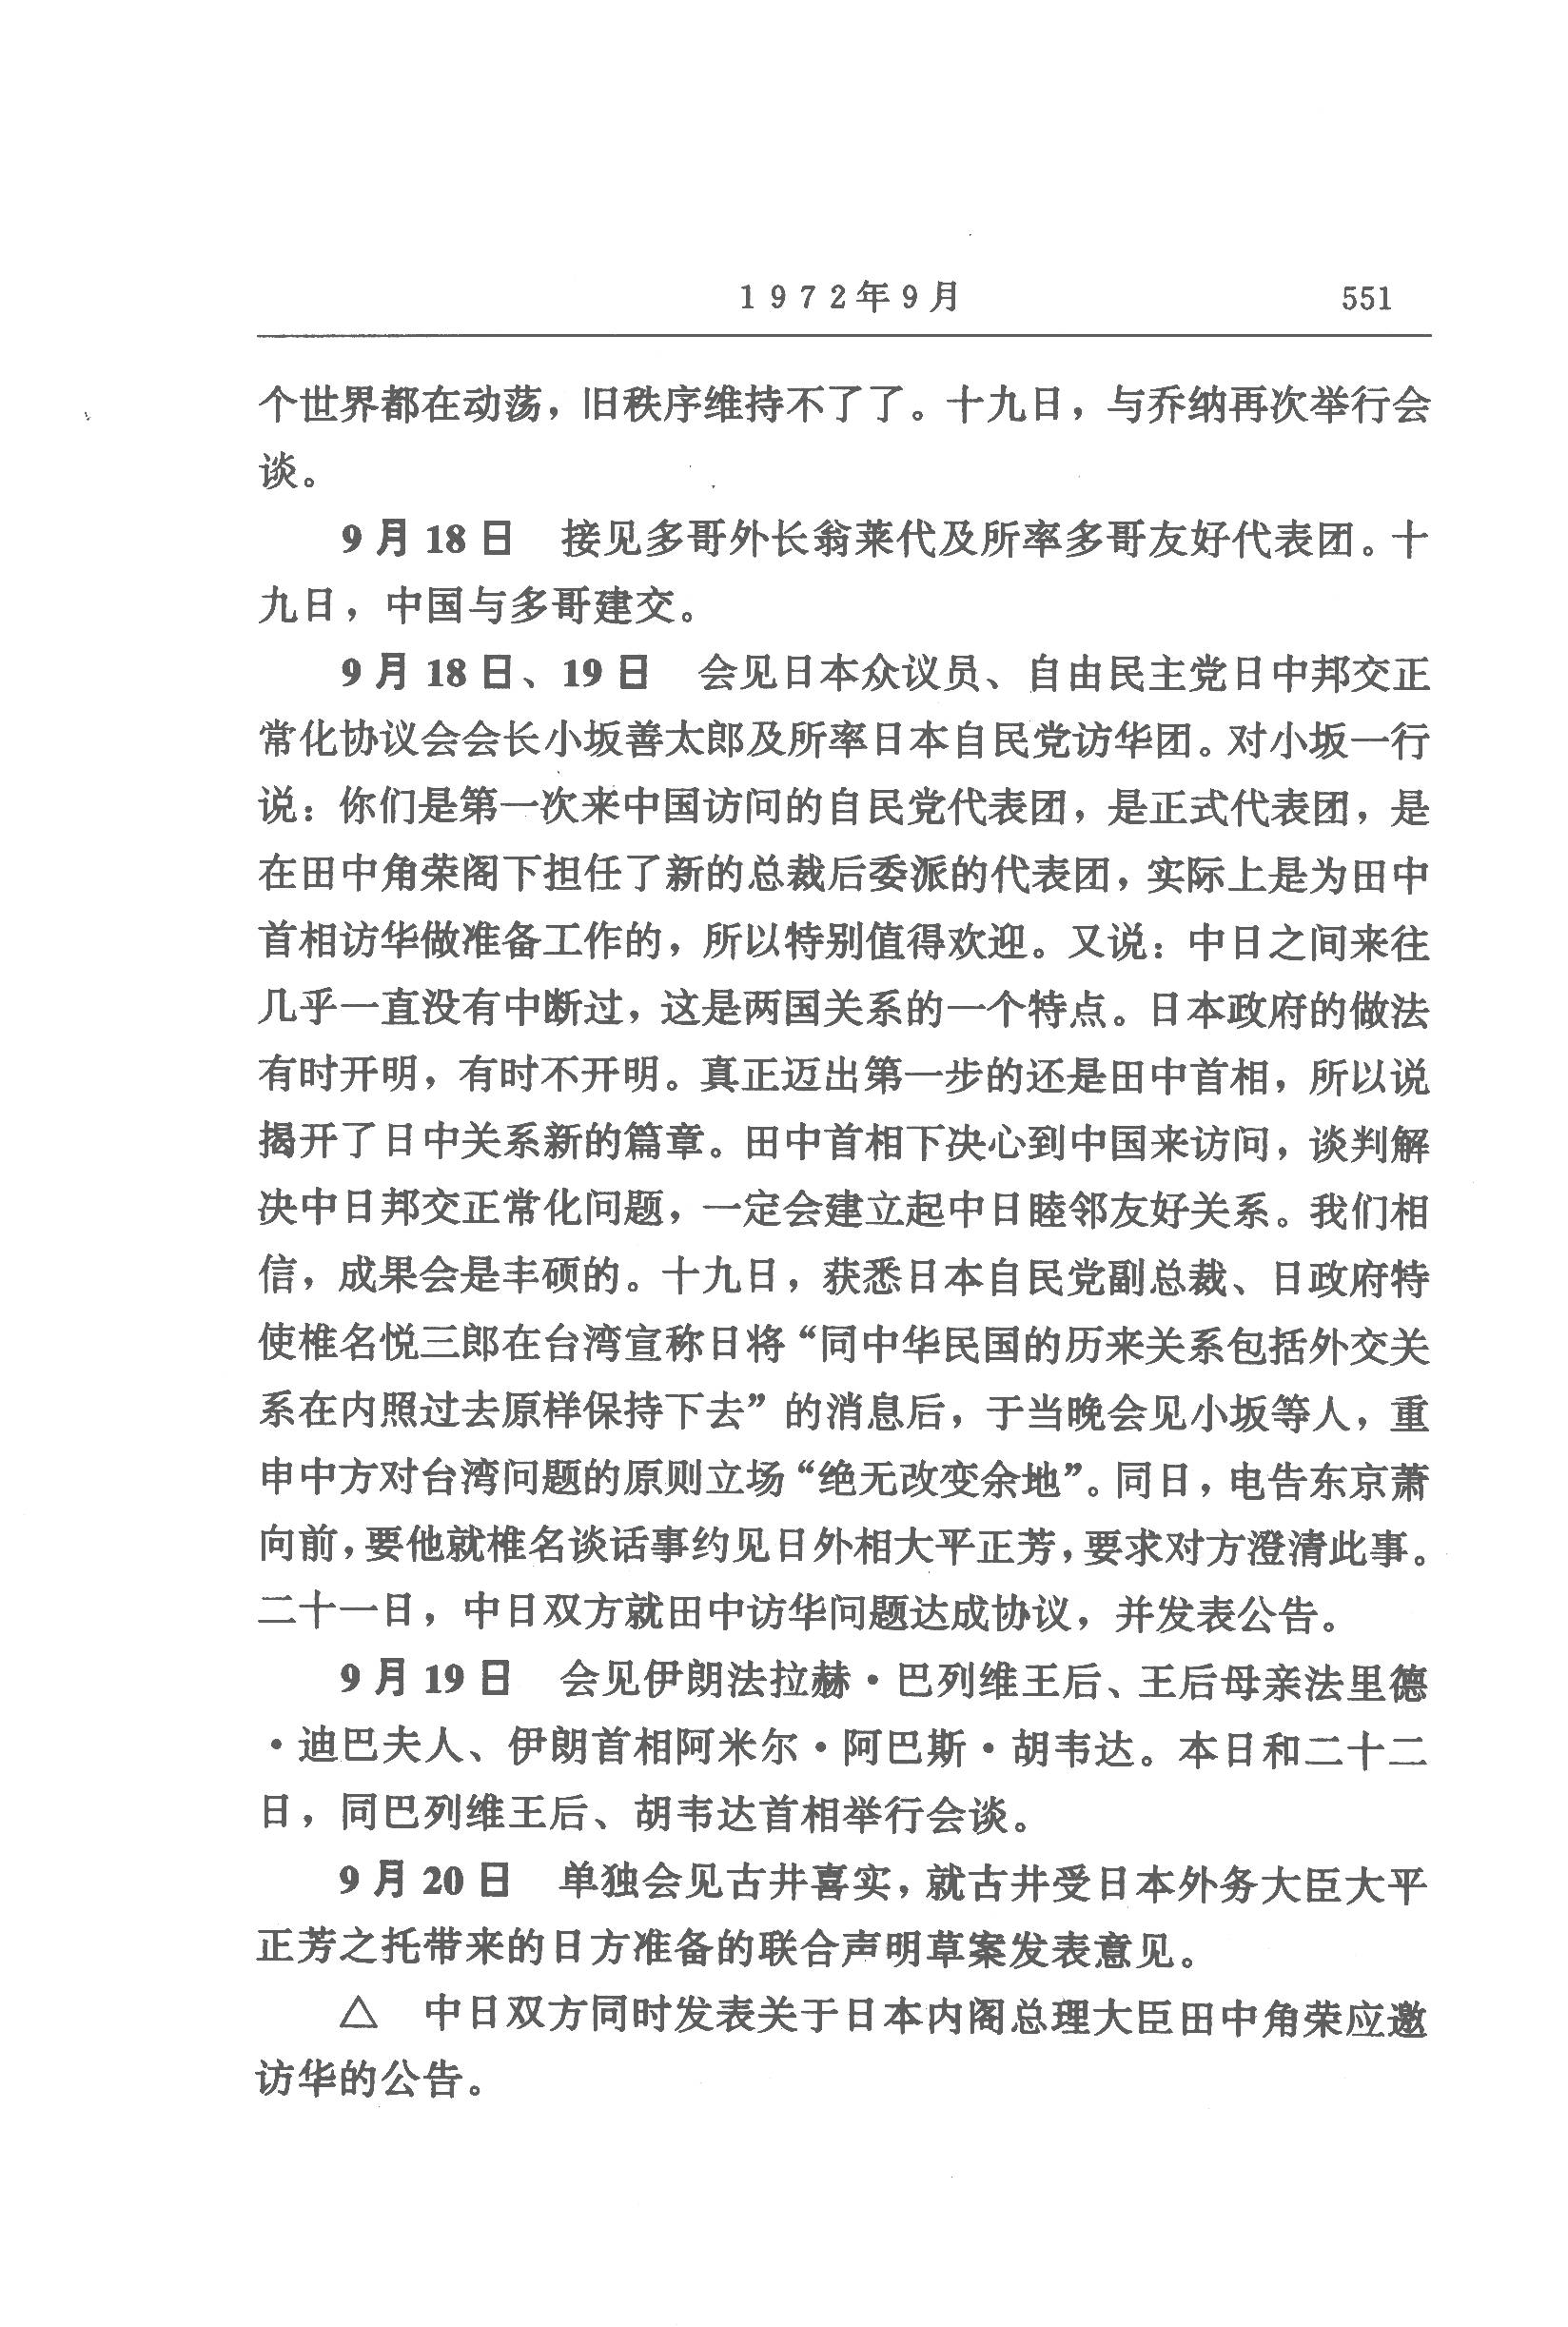 1972年9月 551
个世界都在动荡，旧秩序维持不了了。十九日，与乔纳再次举行会
谈。
9月18日 接见多哥外长翁莱代及所率多哥友好代表团。十
九日，中国与多哥建交。
9月18日、19日 会见日本众议员、自由民主党日中邦交正
常化协议会会长小坂善太郎及所率日本自民党访华团。对小坂一行
说：你们是第一次来中国访问的自民党代表团，是正式代表团，是
在田中角荣阁下担任了新的总裁后委派的代表团，实际上是为田中
首相访华做准备工作的，所以特别值得欢迎。又说：中日之间来往
几乎一直没有中断过，这是两国关系的一个特点。日本政府的做法
有时开明，有时不开明。真正迈出第一步的还是田中首相，所以说
揭开了日中关系新的篇章。田中首相下决心到中国来访问，谈判解
决中日邦交正常化问题，一定会建立起中日睦邻友好关系。我们相
信，成果会是丰硕的。十九日，获悉日本自民党副总裁、日政府特
使椎名悦三郎在台湾宣称日将“同中华民国的历来关系包括外交关
系在内照过去原样保持下去”的消息后，于当晚会见小坂等人，重
申中方对台湾问题的原则立场“绝无改变余地”。同日，电告东京萧
向前，要他就椎名谈话事约见日外相大平正芳，要求对方澄清此事。
二十一日，中日双方就田中访华问题达成协议，并发表公告。
9月19日 会见伊朗法拉赫·巴列维王后、王后母亲法里德
·迪巴夫人、伊朗首相阿米尔·阿巴斯·胡韦达。本日和二十二
日，同巴列维王后、胡韦达首相举行会谈。
9月20日 单独会见古井喜实，就古井受日本外务大臣大平
正芳之托带来的日方准备的联合声明草案发表意见。
△ 中日双方同时发表关于日本内阁总理大臣田中角荣应邀
访华的公告。